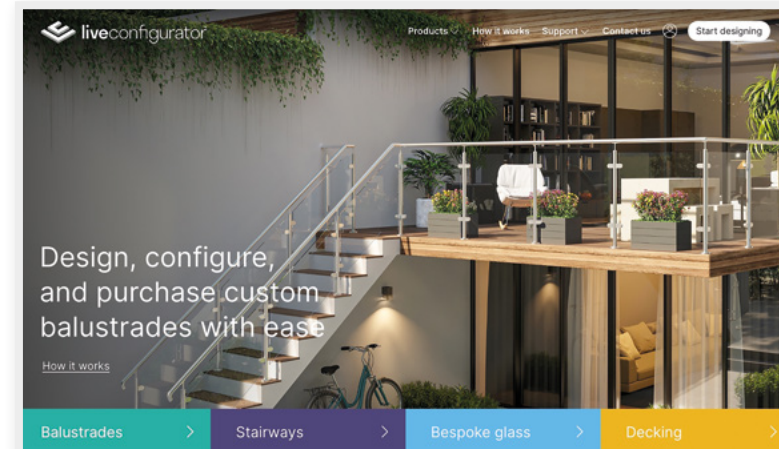 liveconfigurator
Products How it works Support Contact us Start designing
Design, configure,
and purchase custom
balustrades with ease
How it works
Balustrades Stairways Bespoke glass Decking